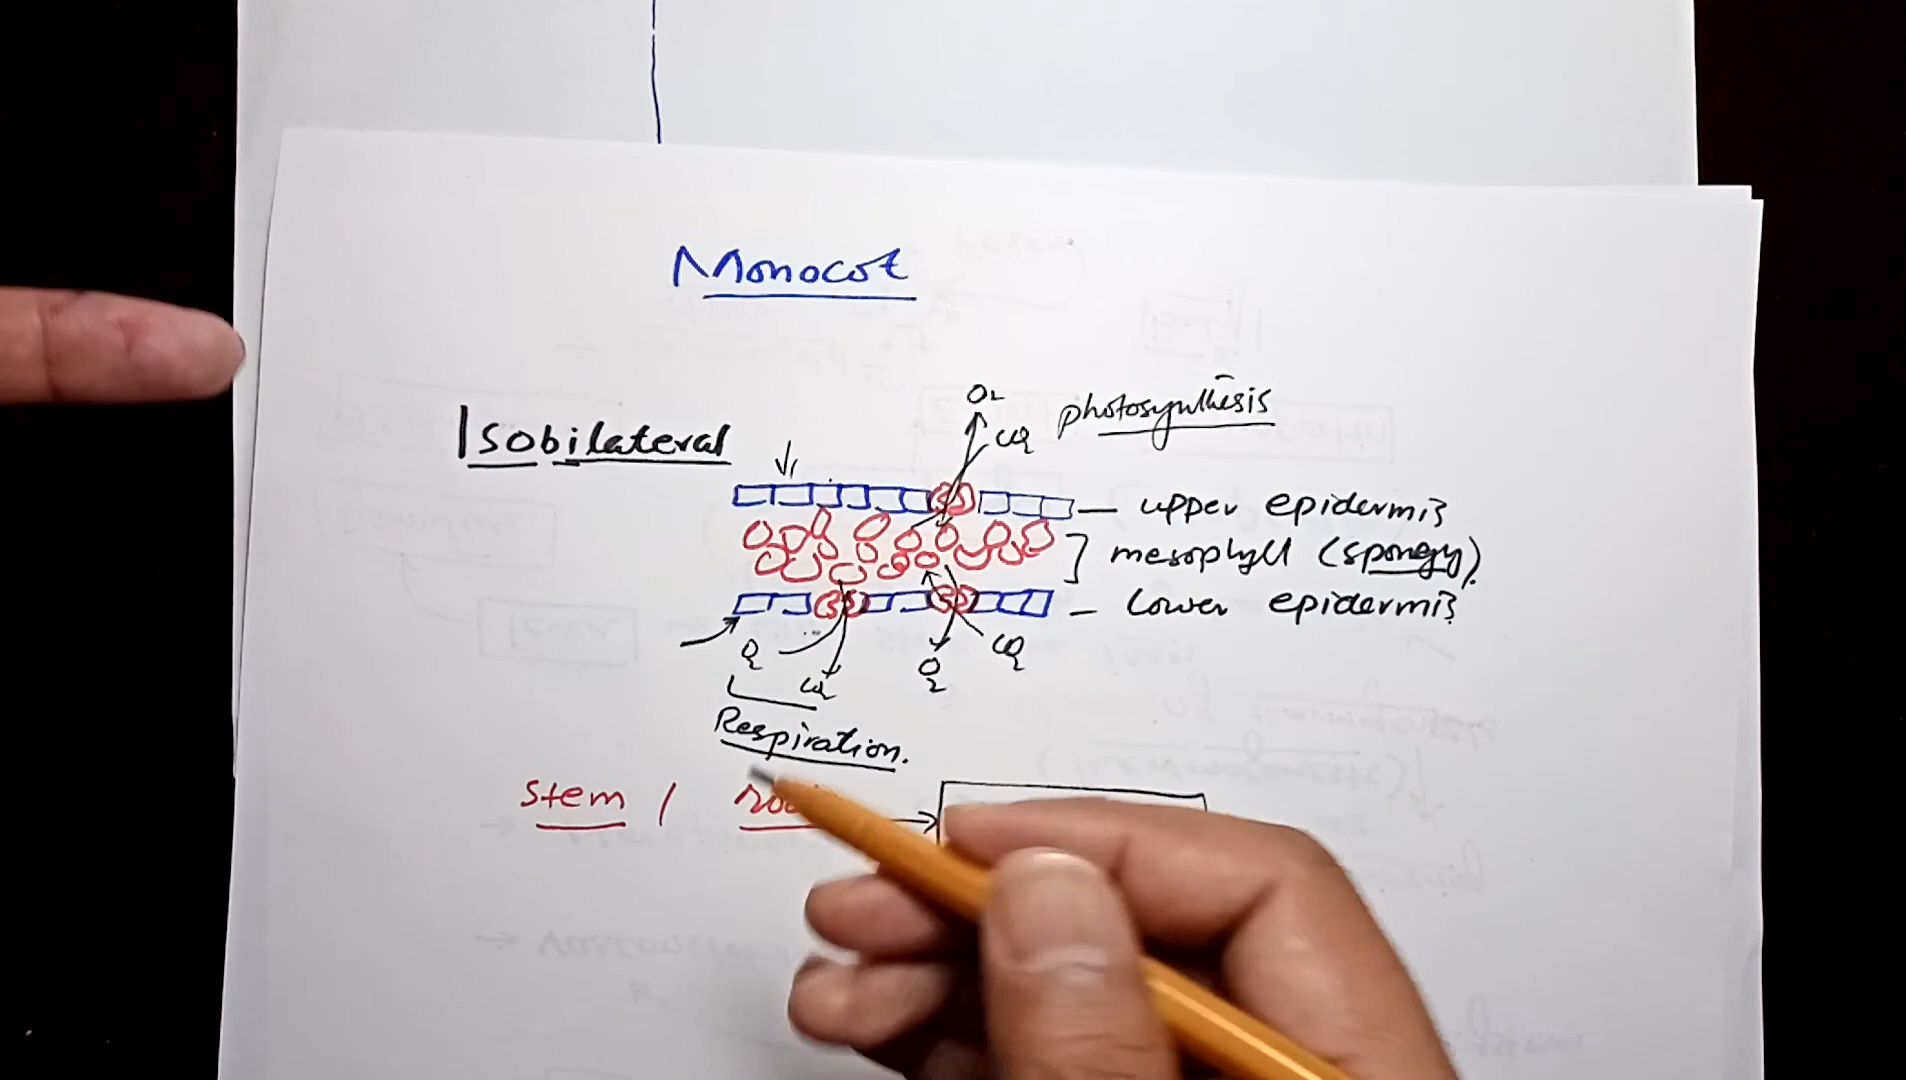 Monocot
O2
photosynthesis
CO2
Isobilateral
upper epidermis
mesophyll (spongy).
Lower epidermis
O2
CO2
O2
CO2
Respiration.
stem /